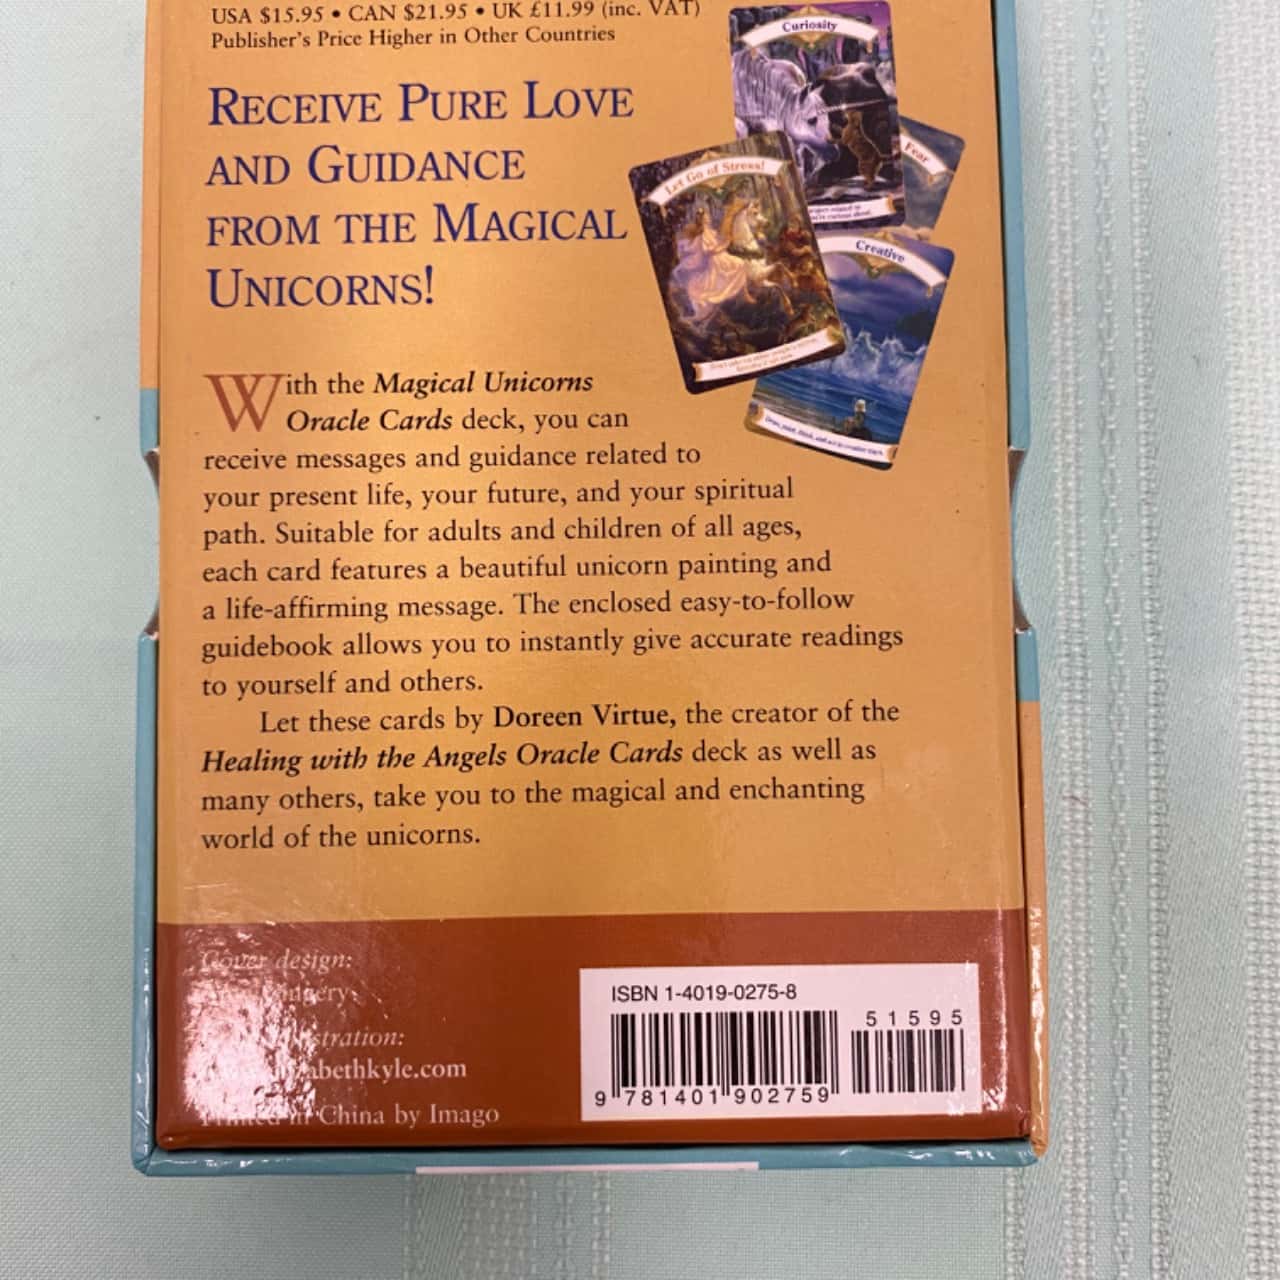 USA $15.95 • CAN $21.95 • UK £11.99 (inc. VAT)
Publisher's Price Higher in Other Countries
RECEIVE PURE LOVE
AND GUIDANCE
FROM THE MAGICAL
UNICORNS!
Curiosity
Fear
Let Go of Stress!
Creative
With the Magical Unicorns
Oracle Cards deck, you can
receive messages and guidance related to
your present life, your future, and your spiritual
path. Suitable for adults and children of all ages,
each card features a beautiful unicorn painting and
a life-affirming message. The enclosed easy-to-follow
guidebook allows you to instantly give accurate readings
to yourself and others.
Let these cards by Doreen Virtue, the creator of the
Healing with the Angels Oracle Cards deck as well as
many others, take you to the magical and enchanting
world of the unicorns.
Cover design:
Printed in China by Imago
ISBN 1-4019-0275-8
51595
9 781401 902759